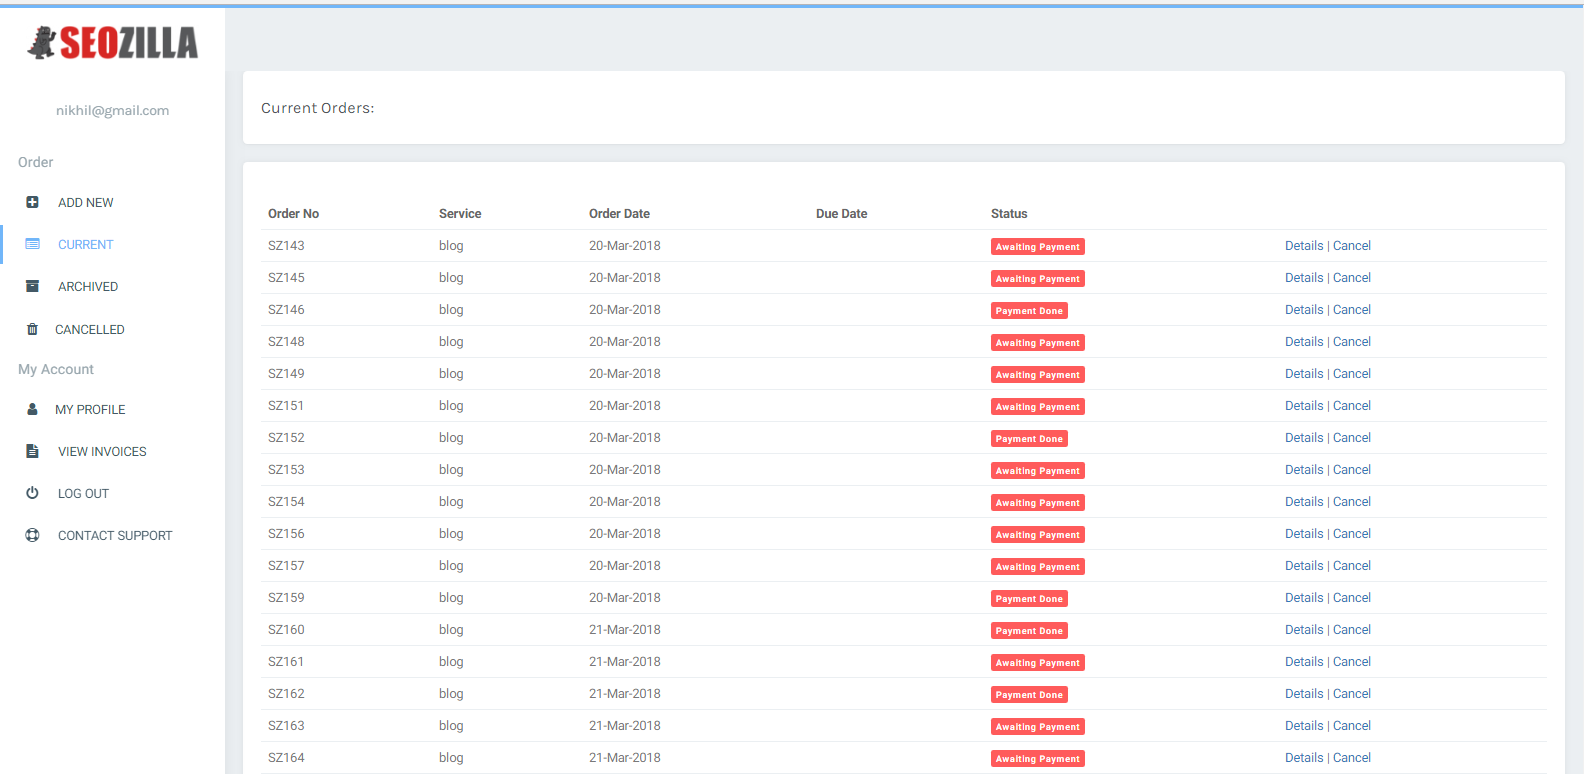 SEOZILLA
nikhil@gmail.com
Order
ADD NEW
CURRENT
ARCHIVED
CANCELLED
My Account
MY PROFILE
VIEW INVOICES
LOG OUT
CONTACT SUPPORT
Current Orders:
Order No Service Order Date Due Date Status
SZ143 blog 20-Mar-2018 Awaiting Payment Details | Cancel
SZ145 blog 20-Mar-2018 Awaiting Payment Details | Cancel
SZ146 blog 20-Mar-2018 Payment Done Details | Cancel
SZ148 blog 20-Mar-2018 Awaiting Payment Details | Cancel
SZ149 blog 20-Mar-2018 Awaiting Payment Details | Cancel
SZ151 blog 20-Mar-2018 Awaiting Payment Details | Cancel
SZ152 blog 20-Mar-2018 Payment Done Details | Cancel
SZ153 blog 20-Mar-2018 Awaiting Payment Details | Cancel
SZ154 blog 20-Mar-2018 Awaiting Payment Details | Cancel
SZ156 blog 20-Mar-2018 Awaiting Payment Details | Cancel
SZ157 blog 20-Mar-2018 Awaiting Payment Details | Cancel
SZ159 blog 20-Mar-2018 Payment Done Details | Cancel
SZ160 blog 21-Mar-2018 Payment Done Details | Cancel
SZ161 blog 21-Mar-2018 Awaiting Payment Details | Cancel
SZ162 blog 21-Mar-2018 Payment Done Details | Cancel
SZ163 blog 21-Mar-2018 Awaiting Payment Details | Cancel
SZ164 blog 21-Mar-2018 Awaiting Payment Details | Cancel